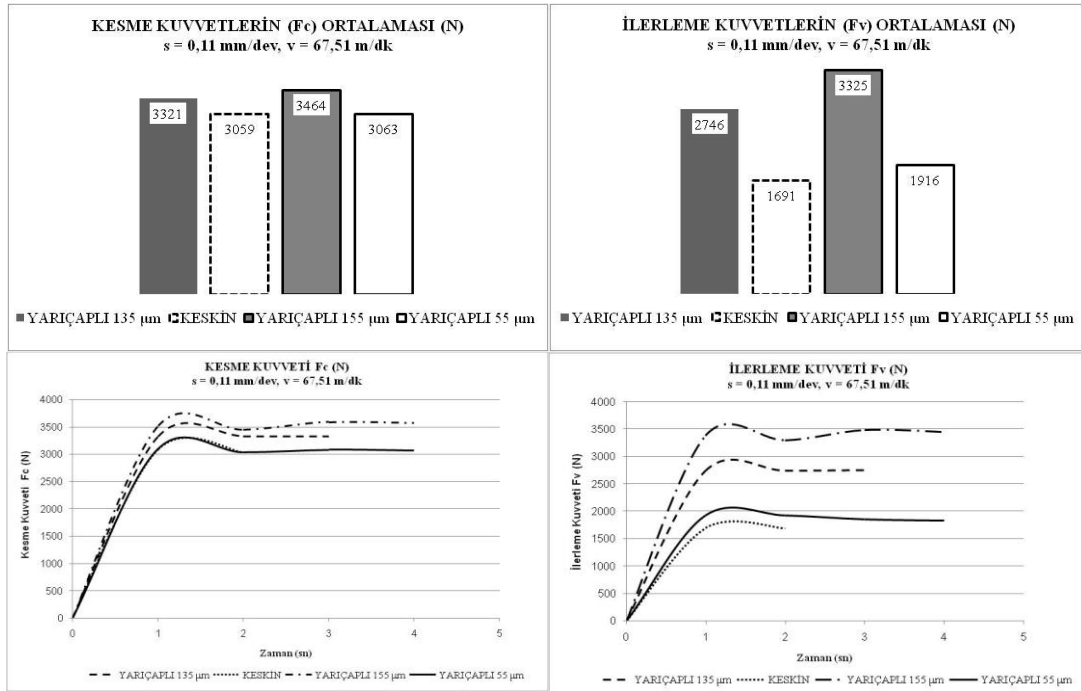 KESME KUVVETLERİN (Fc) ORTALAMASI (N)
s = 0,11 mm/dev, v = 67,51 m/dk
3321
3059
3464
3063
YARIÇAPLI 135 µm KESKİN YARIÇAPLI 155 µm YARIÇAPLI 55 µm
İLERLEME KUVVETLERİN (Fv) ORTALAMASI (N)
s = 0,11 mm/dev, v = 67,51 m/dk
2746
1691
3325
1916
YARIÇAPLI 135 µm KESKİN YARIÇAPLI 155 µm YARIÇAPLI 55 µm
KESME KUVVETİ Fc (N)
s = 0,11 mm/dev, v = 67,51 m/dk
Kesme Kuvveti Fc (N)
4000
3500
3000
2500
2000
1500
1000
500
0
0 1 2 3 4 5
Zaman (sn)
YARIÇAPLI 135 µm KESKİN YARIÇAPLI 155 µm YARIÇAPLI 55 µm
İLERLEME KUVVETİ Fv (N)
s = 0,11 mm/dev, v = 67,51 m/dk
İlerleme Kuvveti Fv (N)
4000
3500
3000
2500
2000
1500
1000
500
0
0 1 2 3 4 5
Zaman (sn)
YARIÇAPLI 135 µm KESKİN YARIÇAPLI 155 µm YARIÇAPLI 55 µm